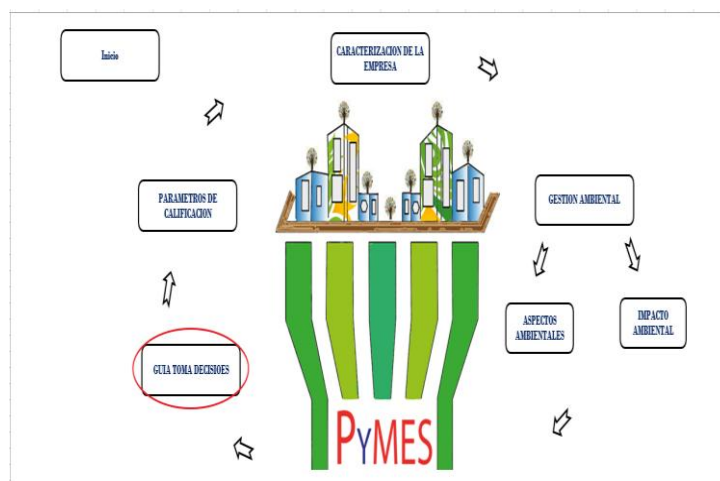 Inicio
CARACTERIZACION DE LA
EMPRESA
PARAMETROS DE
CALIFICACION
GESTION AMBIENTAL
ASPECTOS
AMBIENTALES
IMPACTO
AMBIENTAL
GUIA TOMA DECISIOES
PYMES